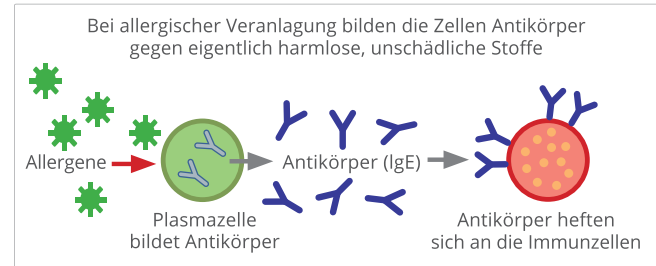 Bei allergischer Veranlagung bilden die Zellen Antikörper
gegen eigentlich harmlose, unschädliche Stoffe
Allergene
Antikörper (IgE)
Plasmazelle
bildet Antikörper
Antikörper heften
sich an die Immunzellen